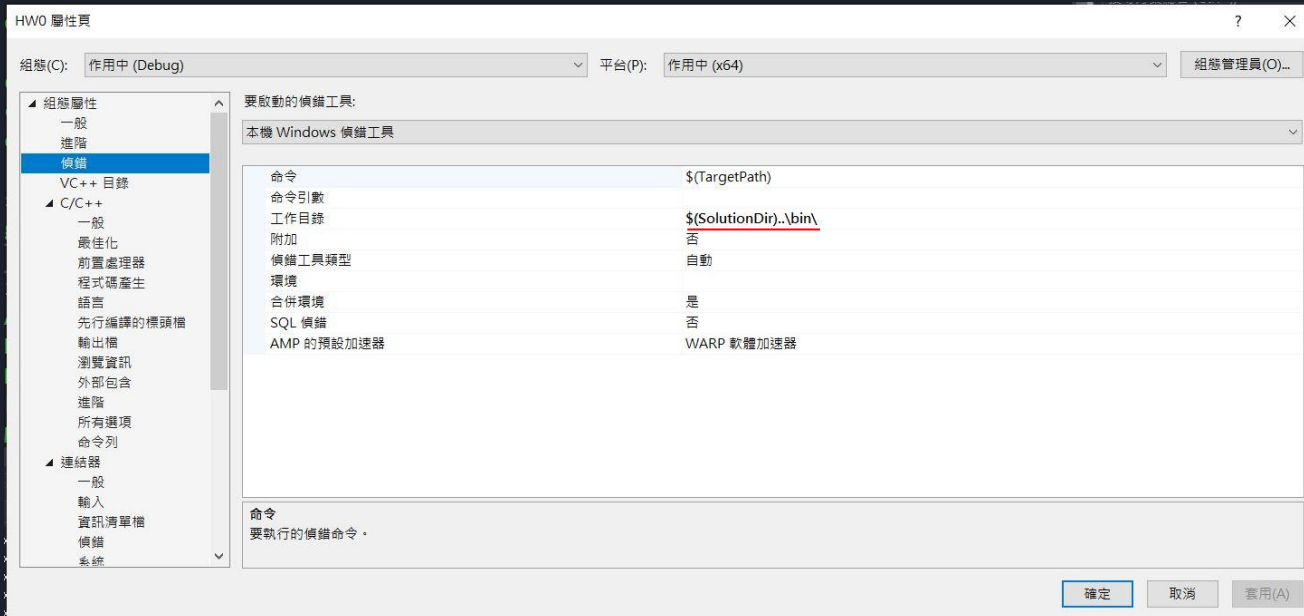 HW0 屬性頁
? ×
組態(C): 作用中 (Debug) 平台(P): 作用中 (x64) 組態管理員(O)...
組態屬性
一般
進階
偵錯
VC++ 目錄
C/C++
一般
最佳化
前置處理器
程式碼產生
語言
先行編譯的標頭檔
輸出檔
瀏覽資訊
外部包含
進階
所有選項
命令列
連結器
一般
輸入
資訊清單檔
偵錯
系統
要啟動的偵錯工具:
本機 Windows 偵錯工具
命令 $(TargetPath)
命令引數
工作目錄 $(SolutionDir)..\bin\
附加 否
偵錯工具類型 自動
環境
合併環境 是
SQL 偵錯 否
AMP 的預設加速器 WARP 軟體加速器
命令
要執行的偵錯命令。
確定 取消 套用(A)